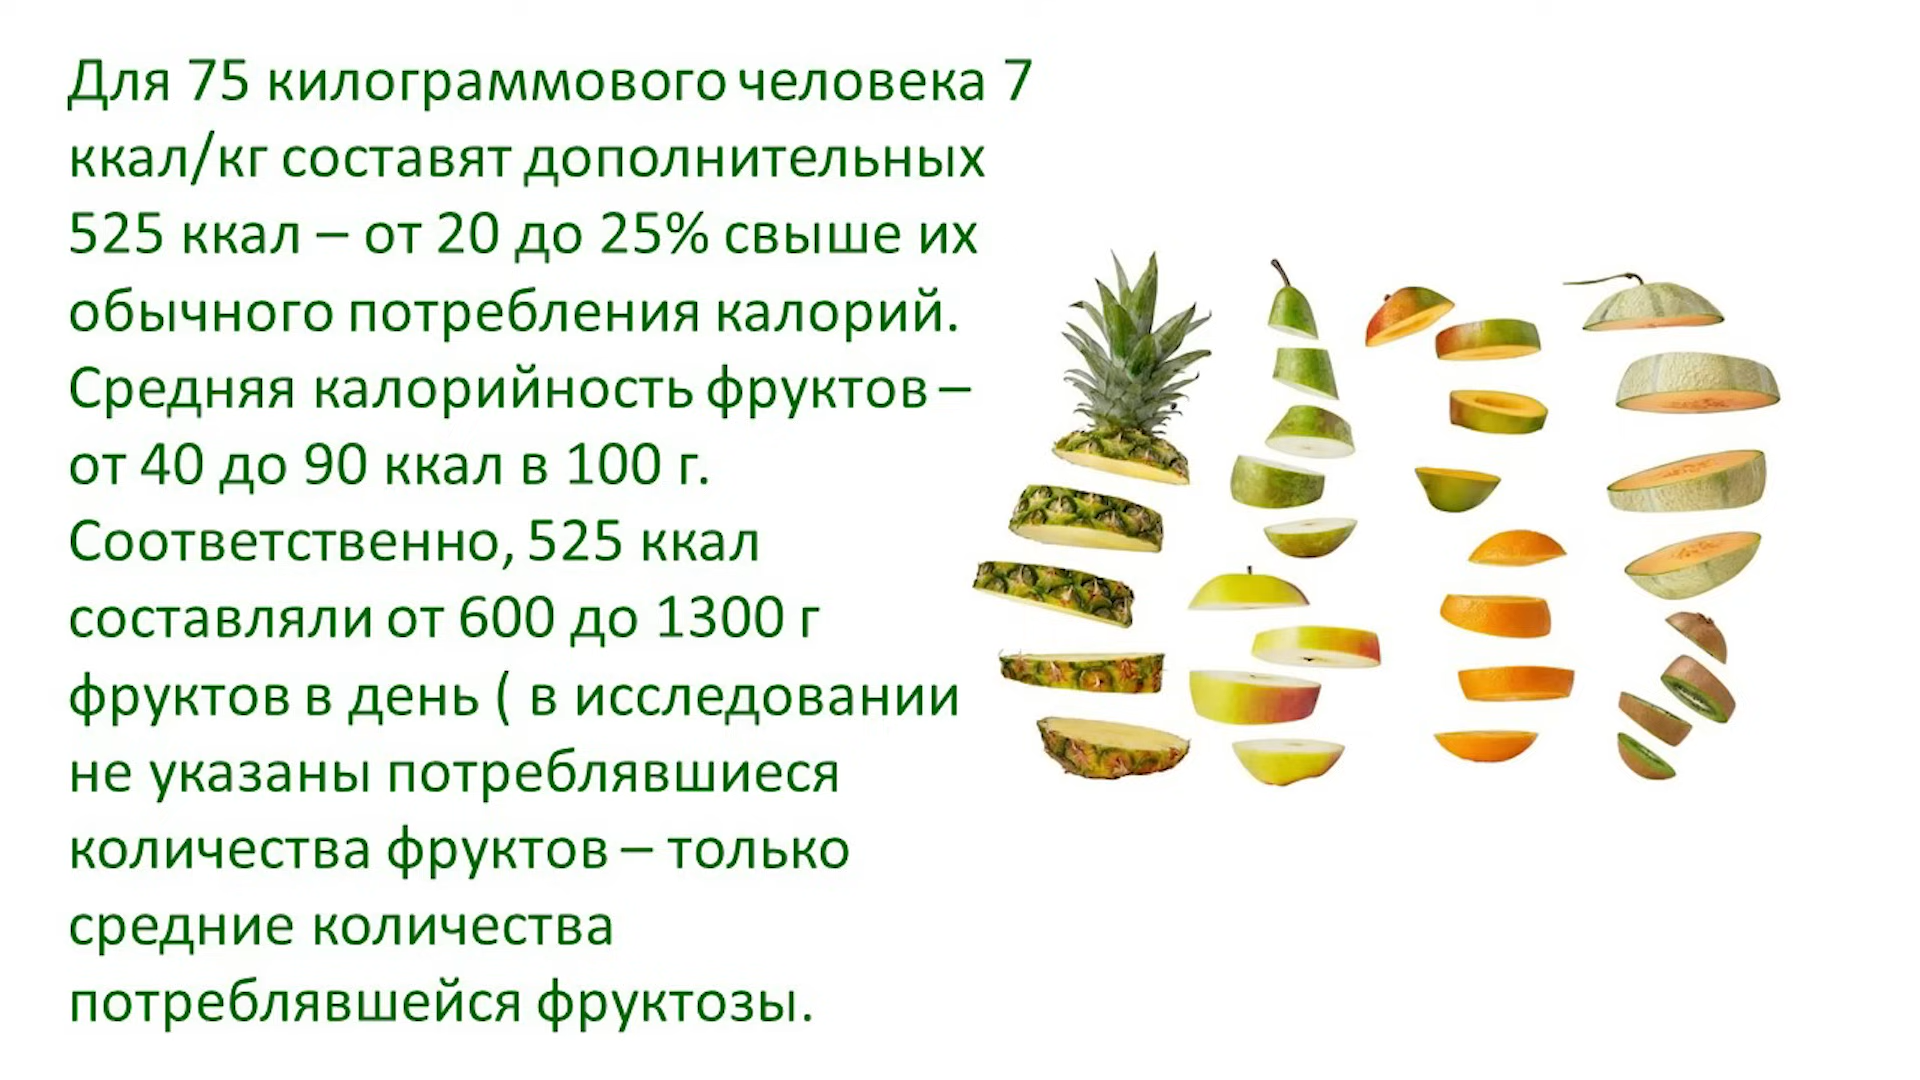 Для 75 килограммового человека 7
ккал/кг составят дополнительных
525 ккал – от 20 до 25% свыше их
обычного потребления калорий.
Средняя калорийность фруктов –
от 40 до 90 ккал в 100 г.
Соответственно, 525 ккал
составляли от 600 до 1300 г
фруктов в день ( в исследовании
не указаны потреблявшиеся
количества фруктов – только
средние количества
потреблявшейся фруктозы.